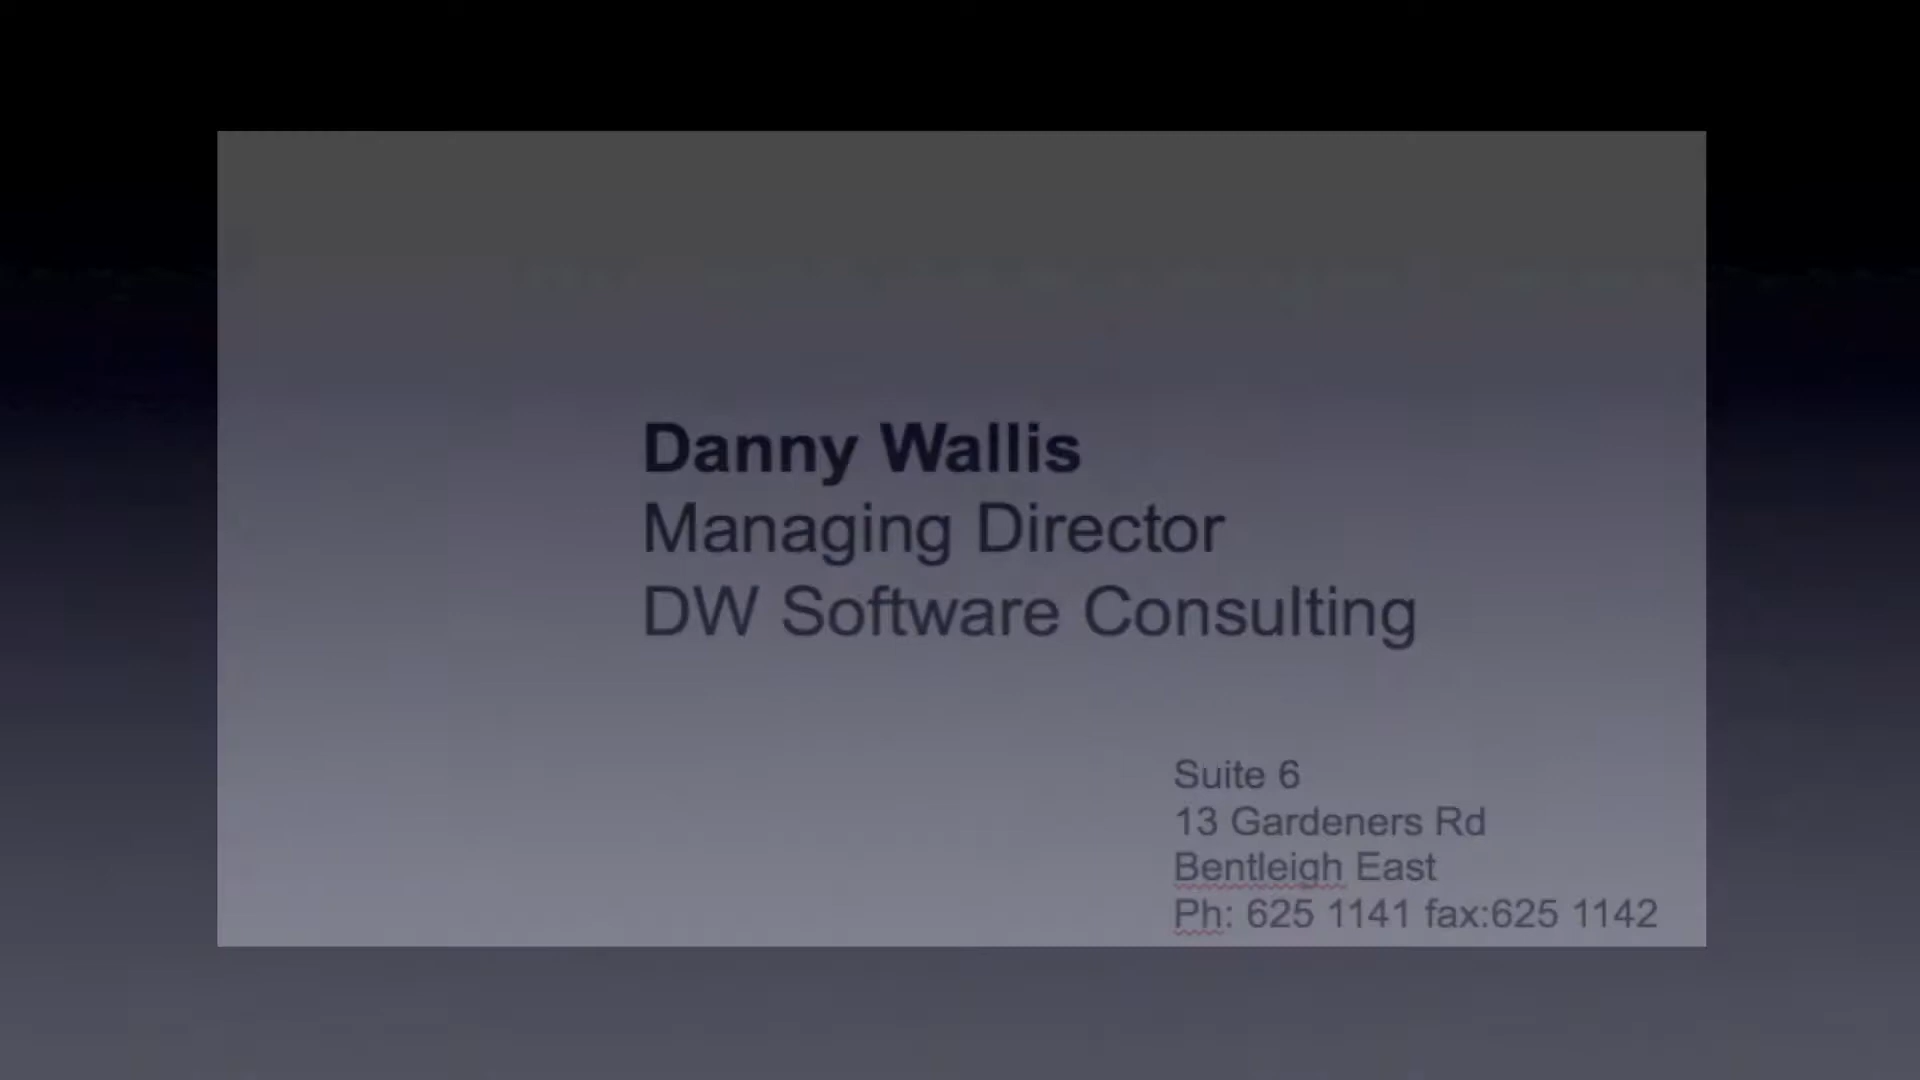 Danny Wallis
Managing Director
DW Software Consulting
Suite 6
13 Gardeners Rd
Bentleigh East
Ph: 625 1141 fax:625 1142